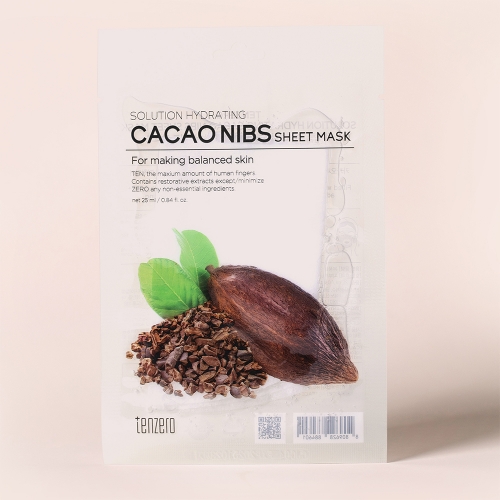 SOLUTION HYDRATING
CACAO NIBS SHEET MASK
For making balanced skin
TEN, the maxium amount of human fingers
Contains restorative extracts except/minimize
ZERO any non-essential ingredients.
net 25 ml / 0.84 fl. oz
tenzero